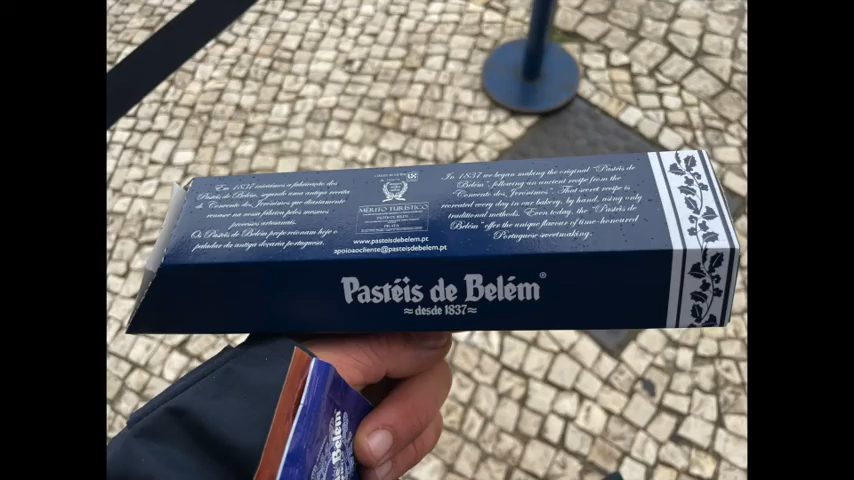 Em 1837 iniciámos a fabricação dos
Pastéis de Belém, segundo uma antiga receita
do Convento dos Jerónimos, que diariamente
mesmos
processos artesanais.
Os Pastéis de Belém proporcionam hoje o
paladar da antiga doçaria portuguesa.
MÉRITO TURÍSTICO
www.pasteisdebelem.pt
apoioaocliente@pasteisdebelem.pt
In 1837 we began making the original "Pastéis de
Belém", following an ancient recipe from the
"Convento dos Jerónimos". That secret recipe is
recreated every day in our bakery, by hand, using only
traditional methods. Even today, the "Pastéis de
Belém" offer the unique flavour of time-honoured
Portuguese sweetmaking.
Pastéis de Belém®
≈desde 1837≈
Belém